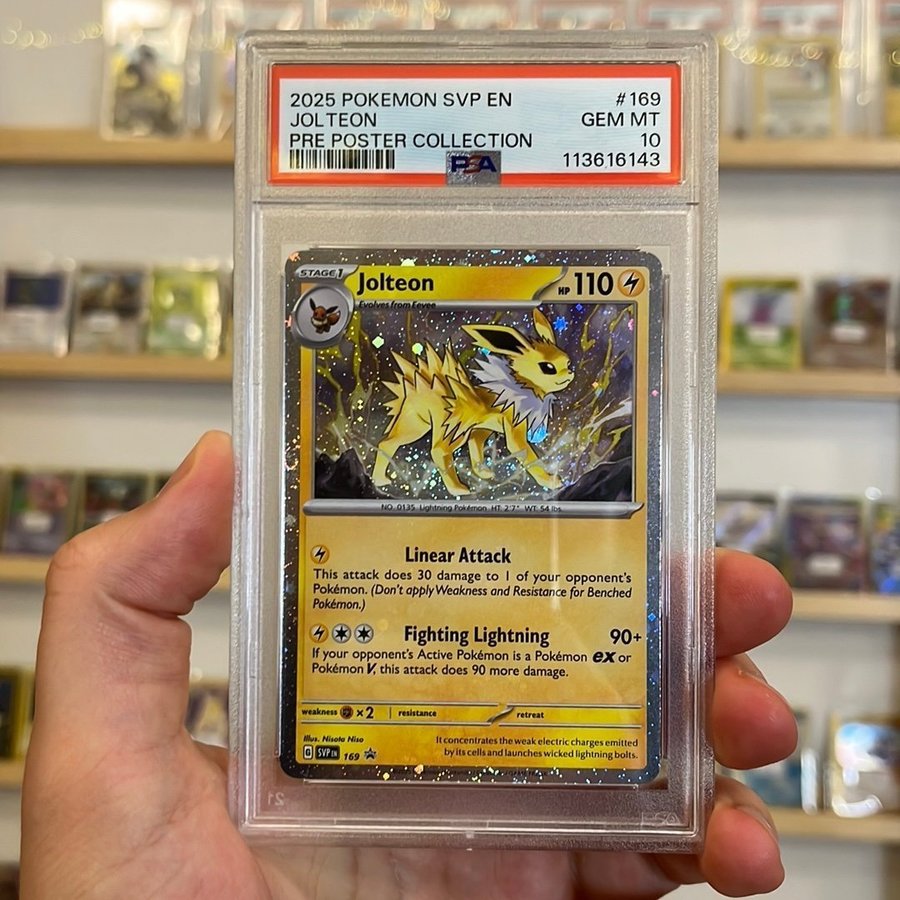 2025 POKEMON SVP EN #169
JOLTEON GEM MT
PRE POSTER COLLECTION 10
PSA 113616143
STAGE 1 Jolteon HP 110
Evolves from Eevee
NO. 0135 Lightning Pokémon HT: 2'7" WT: 54 lbs.
Linear Attack
This attack does 30 damage to 1 of your opponent's
Pokémon. (Don't apply Weakness and Resistance for Benched
Pokémon.)
Fighting Lightning 90+
If your opponent's Active Pokémon is a Pokémon ex or
Pokémon V, this attack does 90 more damage.
weakness ×2 resistance retreat
Illus. Nisota Niso
It concentrates the weak electric charges emitted
by its cells and launches wicked lightning bolts.
G SVP EN 169